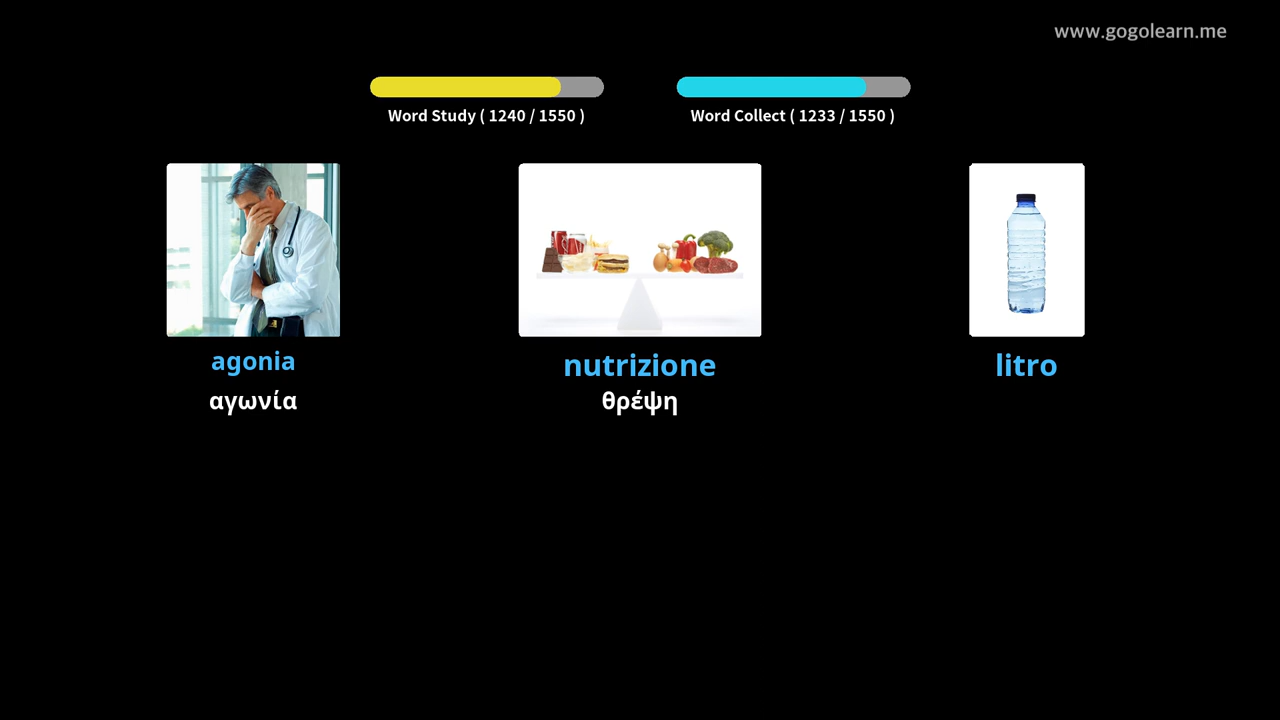 www.gogolearn.me
Word Study ( 1240 / 1550 )
Word Collect ( 1233 / 1550 )
agonia
αγωνία
nutrizione
θρέψη
litro